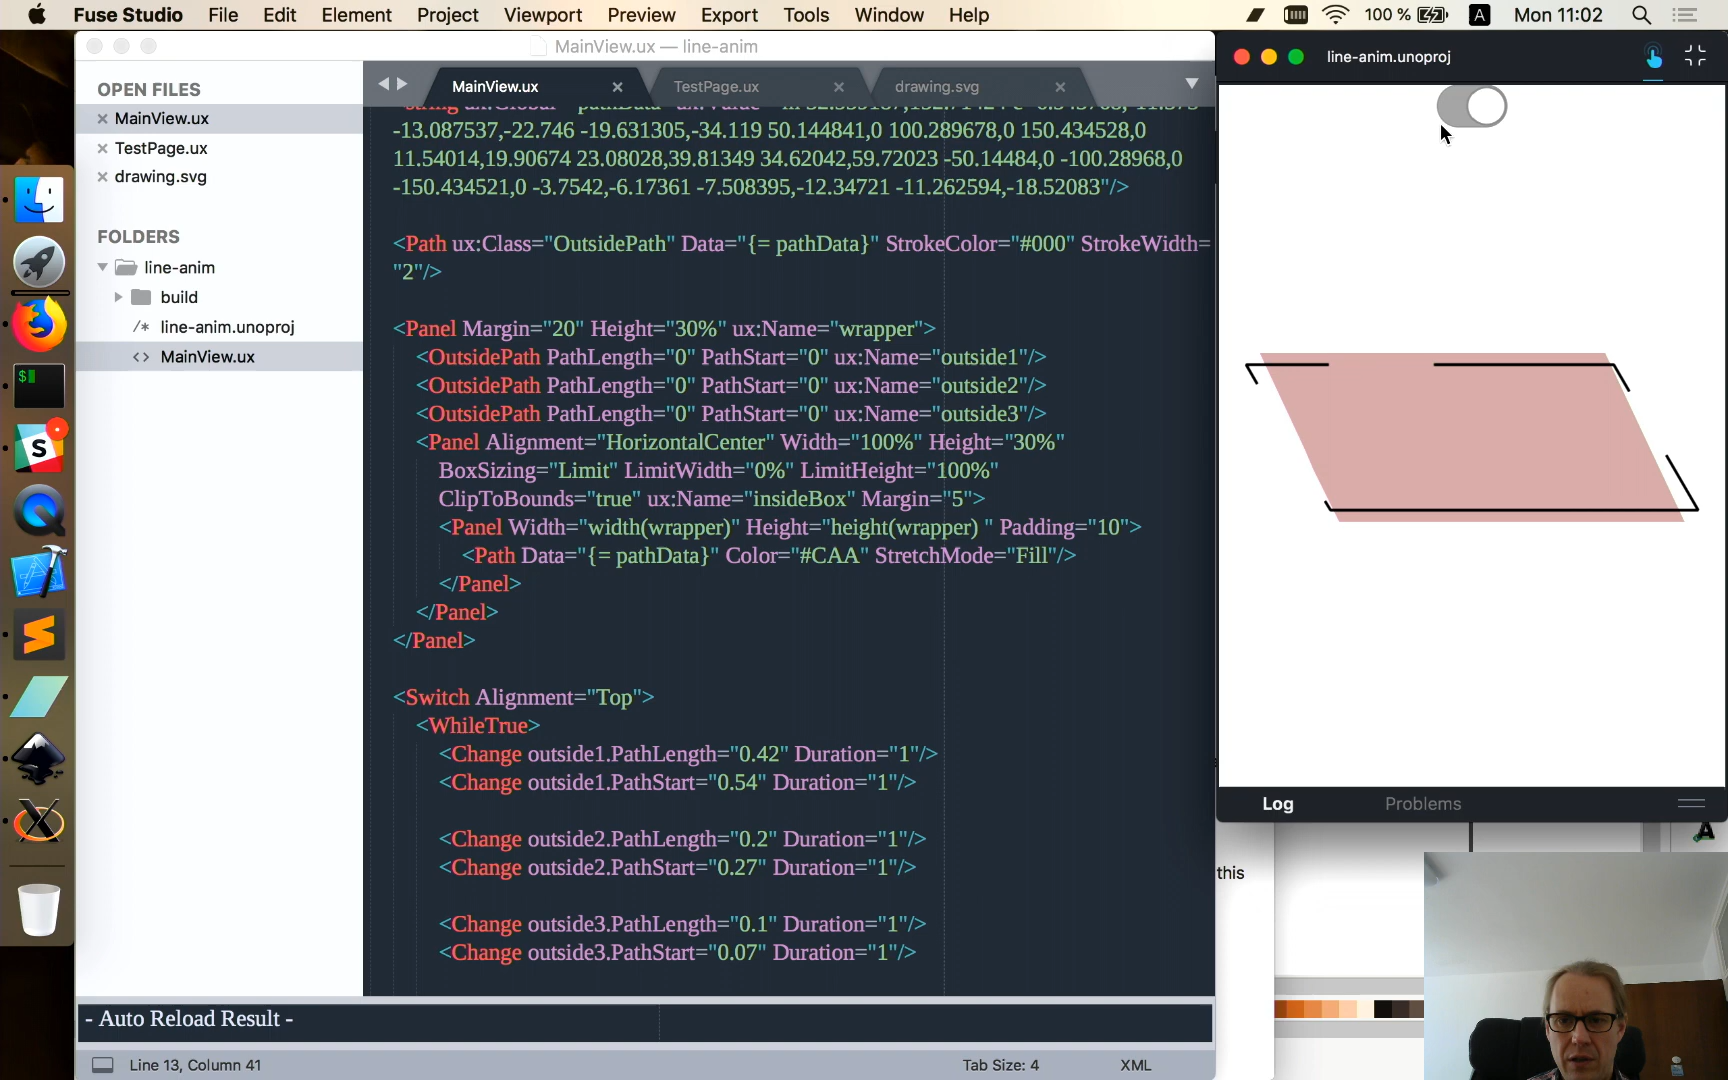 Fuse Studio File Edit Element Project Viewport Preview Export Tools Window Help
100 % A Mon 11:02
MainView.ux — line-anim
line-anim.unoproj
OPEN FILES
MainView.ux
TestPage.ux
drawing.svg
FOLDERS
line-anim
build
/* line-anim.unoproj
<> MainView.ux
MainView.ux TestPage.ux drawing.svg
-13.087537,-22.746 -19.631305,-34.119 50.144841,0 100.289678,0 150.434528,0
11.54014,19.90674 23.08028,39.81349 34.62042,59.72023 -50.14484,0 -100.28968,0
-150.434521,0 -3.7542,-6.17361 -7.508395,-12.34721 -11.262594,-18.52083"/>
<Path ux:Class="OutsidePath" Data="{= pathData}" StrokeColor="#000" StrokeWidth=
"2"/>
<Panel Margin="20" Height="30%" ux:Name="wrapper">
<OutsidePath PathLength="0" PathStart="0" ux:Name="outside1"/>
<OutsidePath PathLength="0" PathStart="0" ux:Name="outside2"/>
<OutsidePath PathLength="0" PathStart="0" ux:Name="outside3"/>
<Panel Alignment="HorizontalCenter" Width="100%" Height="30%"
BoxSizing="Limit" LimitWidth="0%" LimitHeight="100%"
ClipToBounds="true" ux:Name="insideBox" Margin="5">
<Panel Width="width(wrapper)" Height="height(wrapper) " Padding="10">
<Path Data="{= pathData}" Color="#CAA" StretchMode="Fill"/>
</Panel>
</Panel>
</Panel>
<Switch Alignment="Top">
<WhileTrue>
<Change outside1.PathLength="0.42" Duration="1"/>
<Change outside1.PathStart="0.54" Duration="1"/>
<Change outside2.PathLength="0.2" Duration="1"/>
<Change outside2.PathStart="0.27" Duration="1"/>
<Change outside3.PathLength="0.1" Duration="1"/>
<Change outside3.PathStart="0.07" Duration="1"/>
- Auto Reload Result -
Line 13, Column 41
Tab Size: 4
XML
Log Problems
this
A
$
S